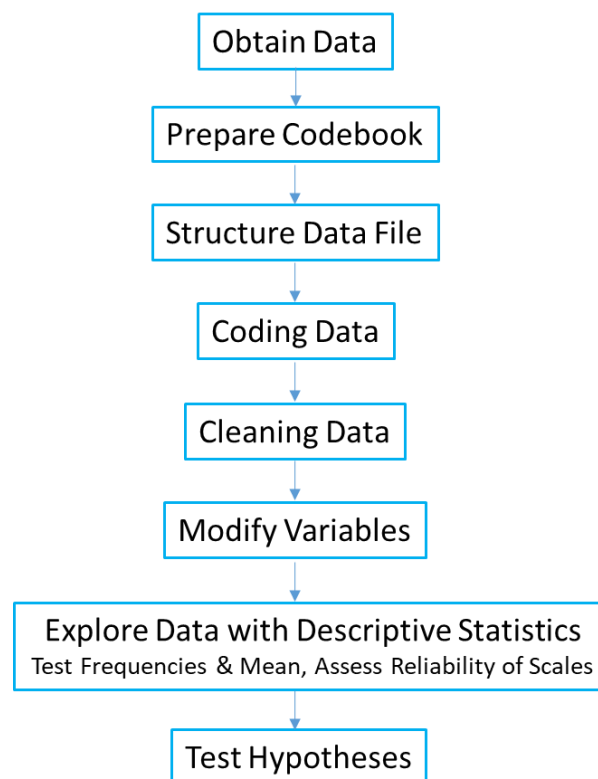 Obtain Data
Prepare Codebook
Structure Data File
Coding Data
Cleaning Data
Modify Variables
Explore Data with Descriptive Statistics
Test Frequencies & Mean, Assess Reliability of Scales
Test Hypotheses